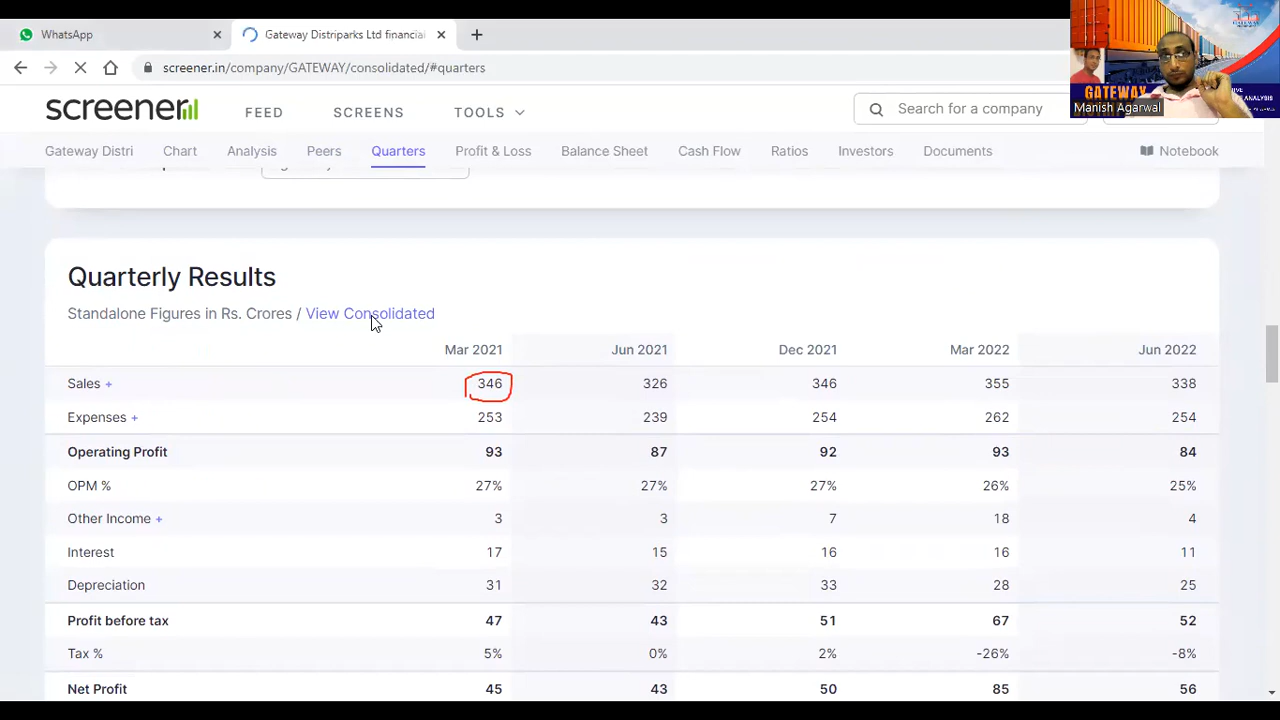 WhatsApp
Gateway Distriparks Ltd financial
screener.in/company/GATEWAY/consolidated/#quarters
screener FEED SCREENS TOOLS Search for a company
Gateway Distri Chart Analysis Peers Quarters Profit & Loss Balance Sheet Cash Flow Ratios Investors Documents Notebook
GATEWAY
ANALYSIS
Manish Agarwal
Quarterly Results
Standalone Figures in Rs. Crores / View Consolidated
Mar 2021 Jun 2021 Dec 2021 Mar 2022 Jun 2022
Sales + 346 326 346 355 338
Expenses + 253 239 254 262 254
Operating Profit 93 87 92 93 84
OPM % 27% 27% 27% 26% 25%
Other Income + 3 3 7 18 4
Interest 17 15 16 16 11
Depreciation 31 32 33 28 25
Profit before tax 47 43 51 67 52
Tax % 5% 0% 2% -26% -8%
Net Profit 45 43 50 85 56